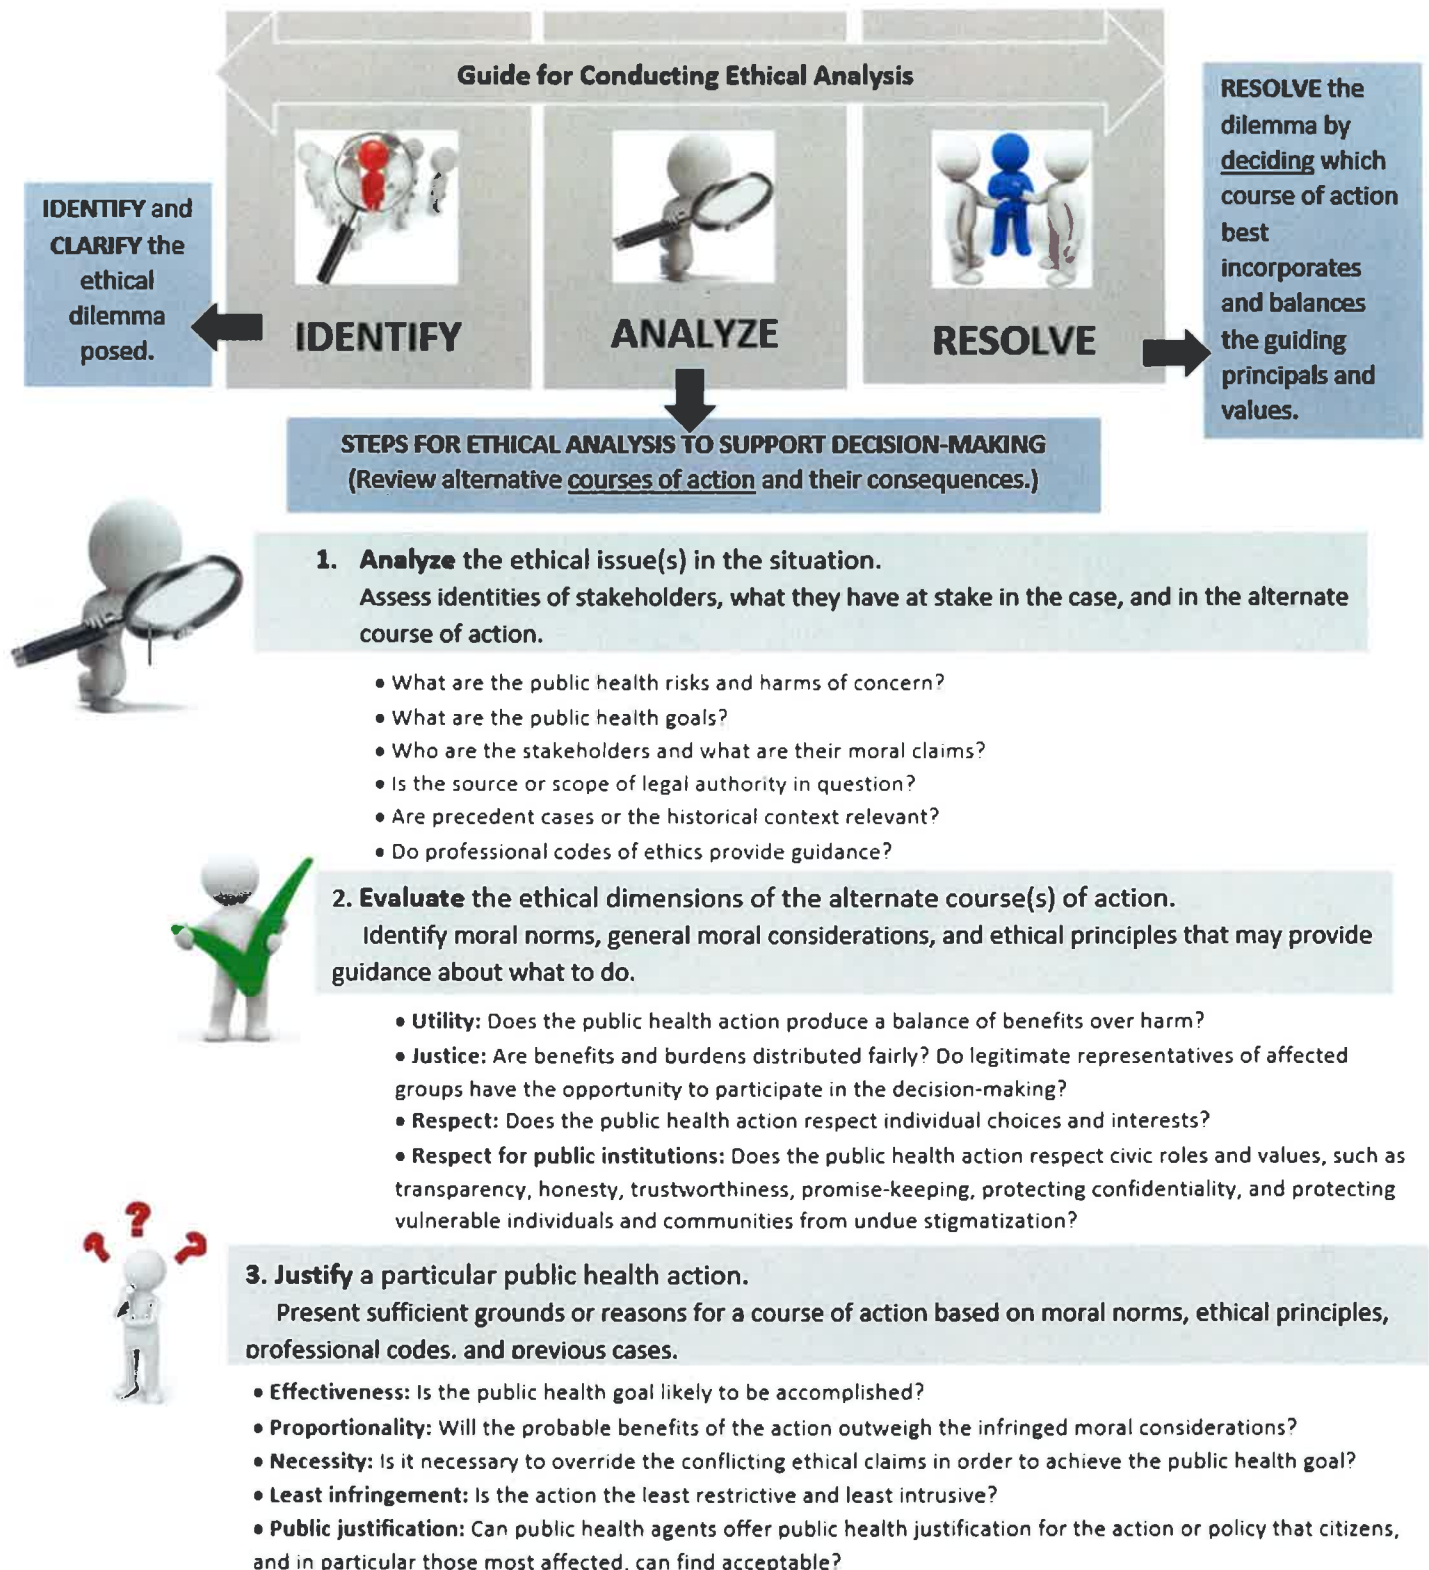 Guide for Conducting Ethical Analysis
IDENTIFY and
CLARIFY the
ethical
dilemma
posed.
IDENTIFY
ANALYZE
RESOLVE
RESOLVE the
dilemma by
deciding which
course of action
best
incorporates
and balances
the guiding
principals and
values.
STEPS FOR ETHICAL ANALYSIS TO SUPPORT DECISION-MAKING
(Review alternative courses of action and their consequences.)
1. Analyze the ethical issue(s) in the situation.
Assess identities of stakeholders, what they have at stake in the case, and in the alternate
course of action.
• What are the public health risks and harms of concern?
• What are the public health goals?
• Who are the stakeholders and what are their moral claims?
• Is the source or scope of legal authority in question?
• Are precedent cases or the historical context relevant?
• Do professional codes of ethics provide guidance?
2. Evaluate the ethical dimensions of the alternate course(s) of action.
Identify moral norms, general moral considerations, and ethical principles that may provide
guidance about what to do.
• Utility: Does the public health action produce a balance of benefits over harm?
• Justice: Are benefits and burdens distributed fairly? Do legitimate representatives of affected
groups have the opportunity to participate in the decision-making?
• Respect: Does the public health action respect individual choices and interests?
• Respect for public institutions: Does the public health action respect civic roles and values, such as
transparency, honesty, trustworthiness, promise-keeping, protecting confidentiality, and protecting
vulnerable individuals and communities from undue stigmatization?
? ? ?
3. Justify a particular public health action.
Present sufficient grounds or reasons for a course of action based on moral norms, ethical principles,
professional codes. and previous cases.
• Effectiveness: Is the public health goal likely to be accomplished?
• Proportionality: Will the probable benefits of the action outweigh the infringed moral considerations?
• Necessity: Is it necessary to override the conflicting ethical claims in order to achieve the public health goal?
• Least infringement: Is the action the least restrictive and least intrusive?
• Public justification: Can public health agents offer public health justification for the action or policy that citizens,
and in particular those most affected, can find acceptable?